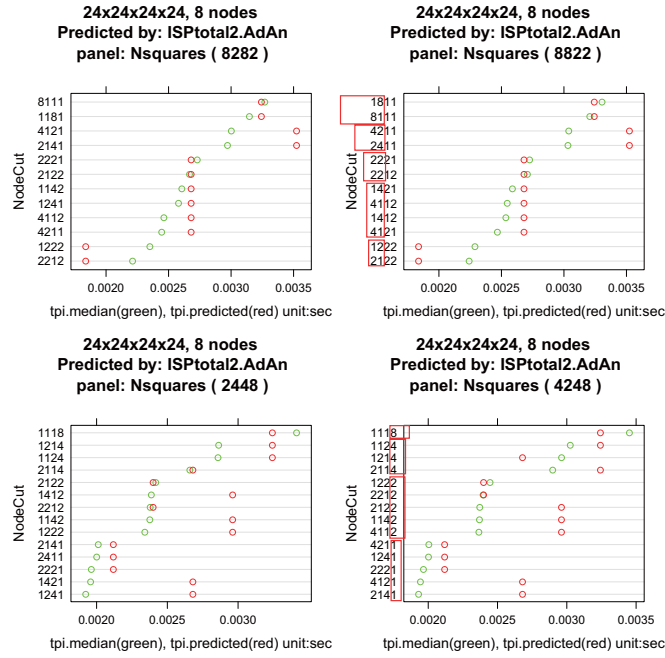 24x24x24x24, 8 nodes
Predicted by: ISPtotal2.AdAn
panel: Nsquares ( 8282 )
NodeCut
8111
1181
4121
2141
2221
2122
1142
1241
4112
4211
1222
2212
0.0020 0.0025 0.0030 0.0035
tpi.median(green), tpi.predicted(red) unit:sec
24x24x24x24, 8 nodes
Predicted by: ISPtotal2.AdAn
panel: Nsquares ( 8822 )
NodeCut
1811
8111
4211
2411
2221
2212
1421
4112
1412
4121
1222
2122
0.0020 0.0025 0.0030 0.0035
tpi.median(green), tpi.predicted(red) unit:sec
24x24x24x24, 8 nodes
Predicted by: ISPtotal2.AdAn
panel: Nsquares ( 2448 )
NodeCut
1118
1214
1124
2114
2122
1412
2212
1142
1222
2141
2411
2221
1421
1241
0.0020 0.0025 0.0030
tpi.median(green), tpi.predicted(red) unit:sec
24x24x24x24, 8 nodes
Predicted by: ISPtotal2.AdAn
panel: Nsquares ( 4248 )
NodeCut
1118
1124
1214
2114
1222
2212
2122
1142
4112
4211
1241
2221
4121
2141
0.0020 0.0025 0.0030 0.0035
tpi.median(green), tpi.predicted(red) unit:sec